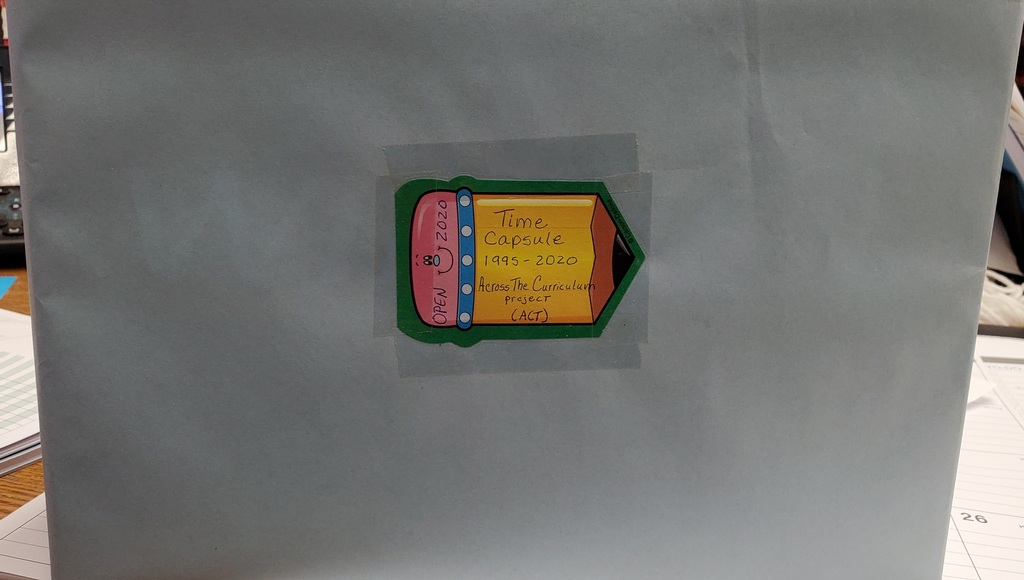 OPEN 2020
Time
Capsule
1995-2020
Across The Curriculum
project
(ACT)
26